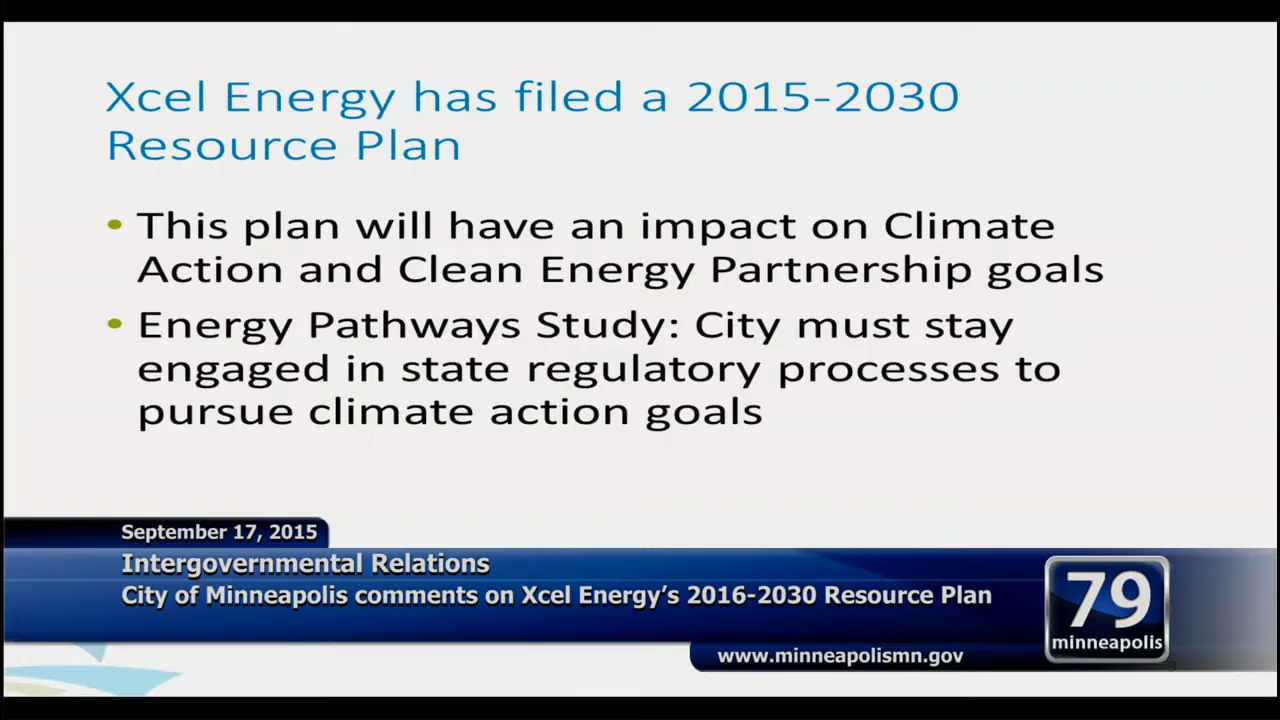 Xcel Energy has filed a 2015-2030
Resource Plan
• This plan will have an impact on Climate
Action and Clean Energy Partnership goals
• Energy Pathways Study: City must stay
engaged in state regulatory processes to
pursue climate action goals
September 17, 2015
Intergovernmental Relations
City of Minneapolis comments on Xcel Energy’s 2016-2030 Resource Plan
79
minneapolis
www.minneapolismn.gov
3